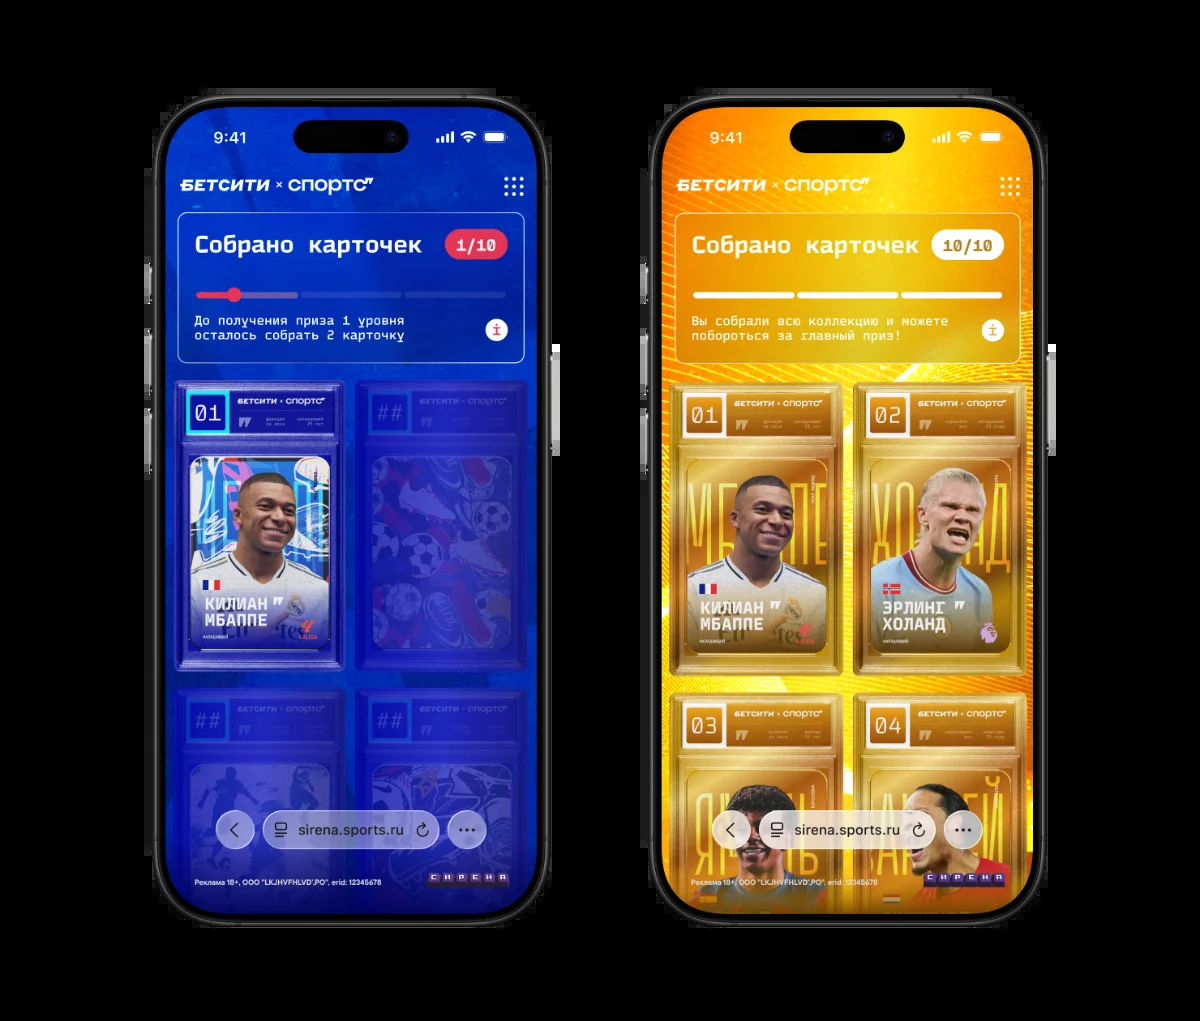 9:41
БЕТСИТИ × СПОРТС"
Собрано карточек 1/10
До получения приза 1 уровня
осталось собрать 2 карточку
i
01 БЕТСИТИ × СПОРТС"
## БЕТСИТИ × СПОРТС"
КИЛИАН
МБАППЕ
НАПАДАЮЩИЙ
LALIGA
## БЕТСИТИ × СПОРТС"
## БЕТСИТИ × СПОРТС"
sirena.sports.ru
Реклама 18+, ООО "LKJHVFHLVD',PO", erid: 12345678
СИРЕНА
9:41
БЕТСИТИ × СПОРТС"
Собрано карточек 10/10
Вы собрали всю коллекцию и можете
побороться за главный приз!
i
01 БЕТСИТИ × СПОРТС"
02 БЕТСИТИ × СПОРТС"
МБАППЕ
ХОЛАНД
КИЛИАН
МБАППЕ
НАПАДАЮЩИЙ
ЭРЛИНГ
ХОЛАНД
НАПАДАЮЩИЙ
03 БЕТСИТИ × СПОРТС"
04 БЕТСИТИ × СПОРТС"
sirena.sports.ru
Реклама 18+, ООО "LKJHVFHLVD',PO", erid: 12345678
СИРЕНА